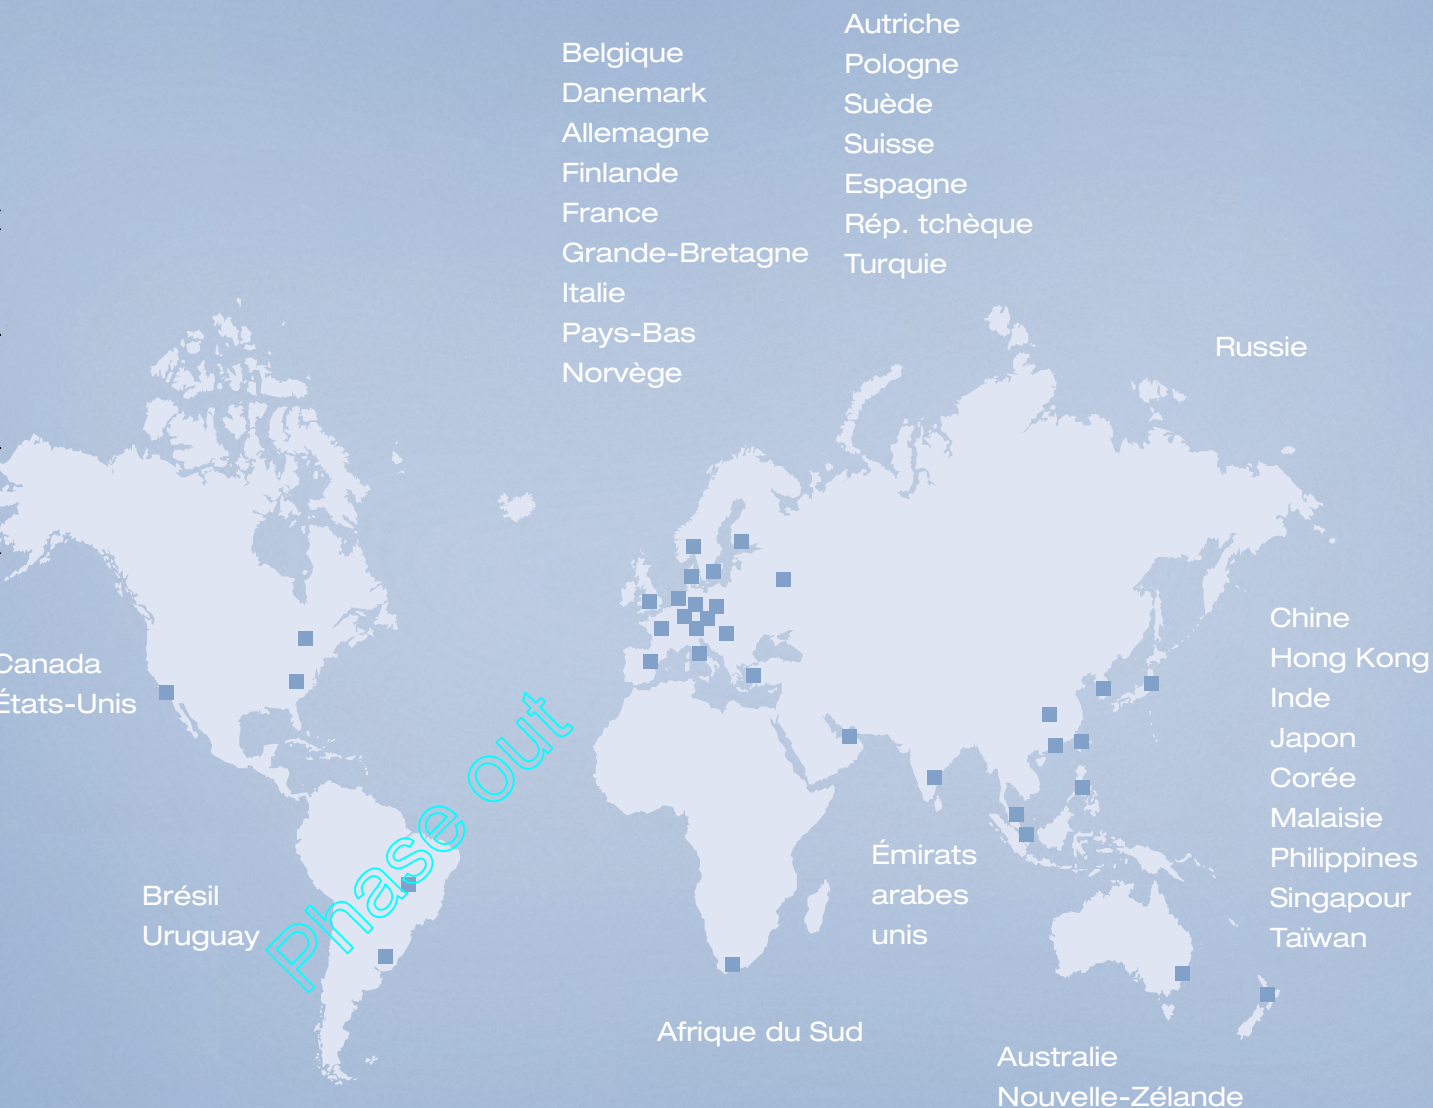 Belgique
Danemark
Allemagne
Finlande
France
Grande-Bretagne
Italie
Pays-Bas
Norvège
Autriche
Pologne
Suède
Suisse
Espagne
Rép. tchèque
Turquie
Russie
Canada
États-Unis
Chine
Hong Kong
Inde
Japon
Corée
Malaisie
Philippines
Singapour
Taïwan
Phase out
Brésil
Uruguay
Émirats
arabes
unis
Afrique du Sud
Australie
Nouvelle-Zélande